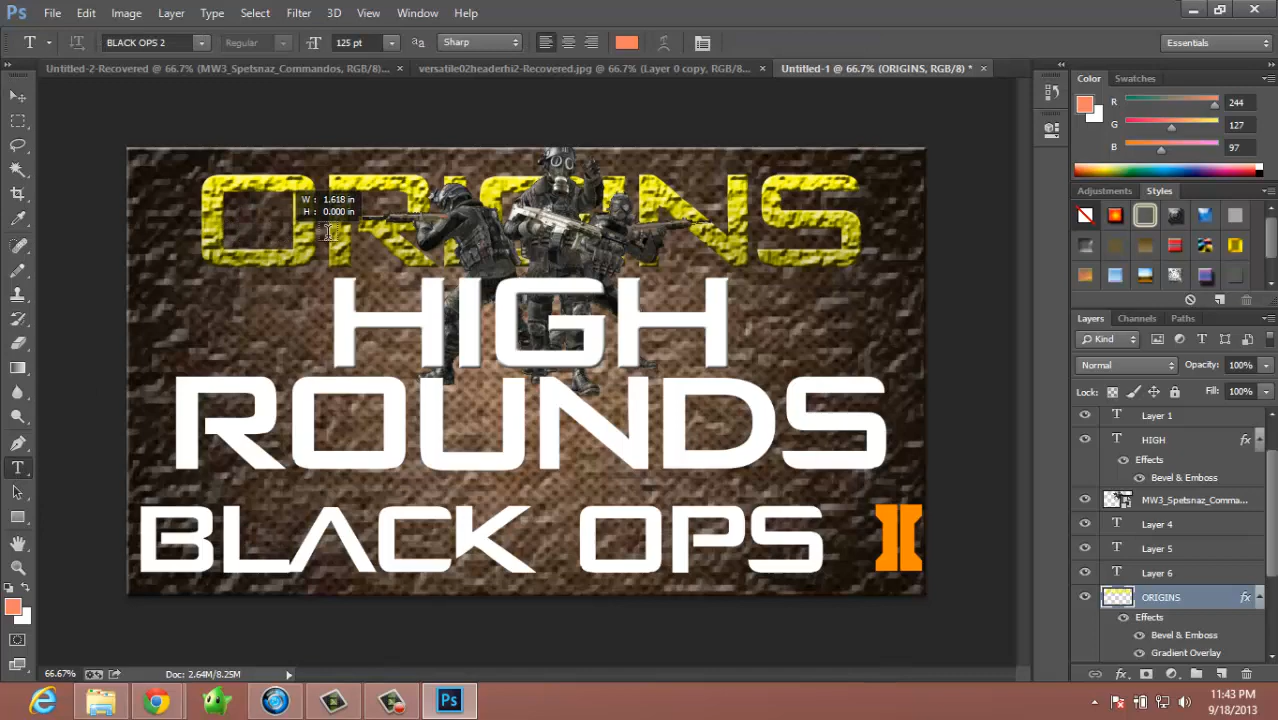 Ps File Edit Image Layer Type Select Filter 3D View Window Help
T BLACK OPS 2 Regular 125 pt aa Sharp Essentials
Untitled-2-Recovered @ 66.7% (MW3_Spetsnaz_Commandos, RGB/8)... × versatile02headerhi2-Recovered.jpg @ 66.7% (Layer 0 copy, RGB/8... × Untitled-1 @ 66.7% (ORIGINS, RGB/8) * ×
Color Swatches
R 244
G 127
B 97
Adjustments Styles
ORIGINS
W: 1.618 in
H: 0.000 in
HIGH
ROUNDS
BLACK OPS II
Layers Channels Paths
Kind
Normal Opacity: 100%
Lock: Fill: 100%
T Layer 1
T HIGH fx
Effects
Bevel & Emboss
MW3_Spetsnaz_Comma...
T Layer 4
T Layer 5
T Layer 6
ORIGINS fx
Effects
Bevel & Emboss
Gradient Overlay
66.67% Doc: 2.64M/8.25M
Ps
11:43 PM
9/18/2013